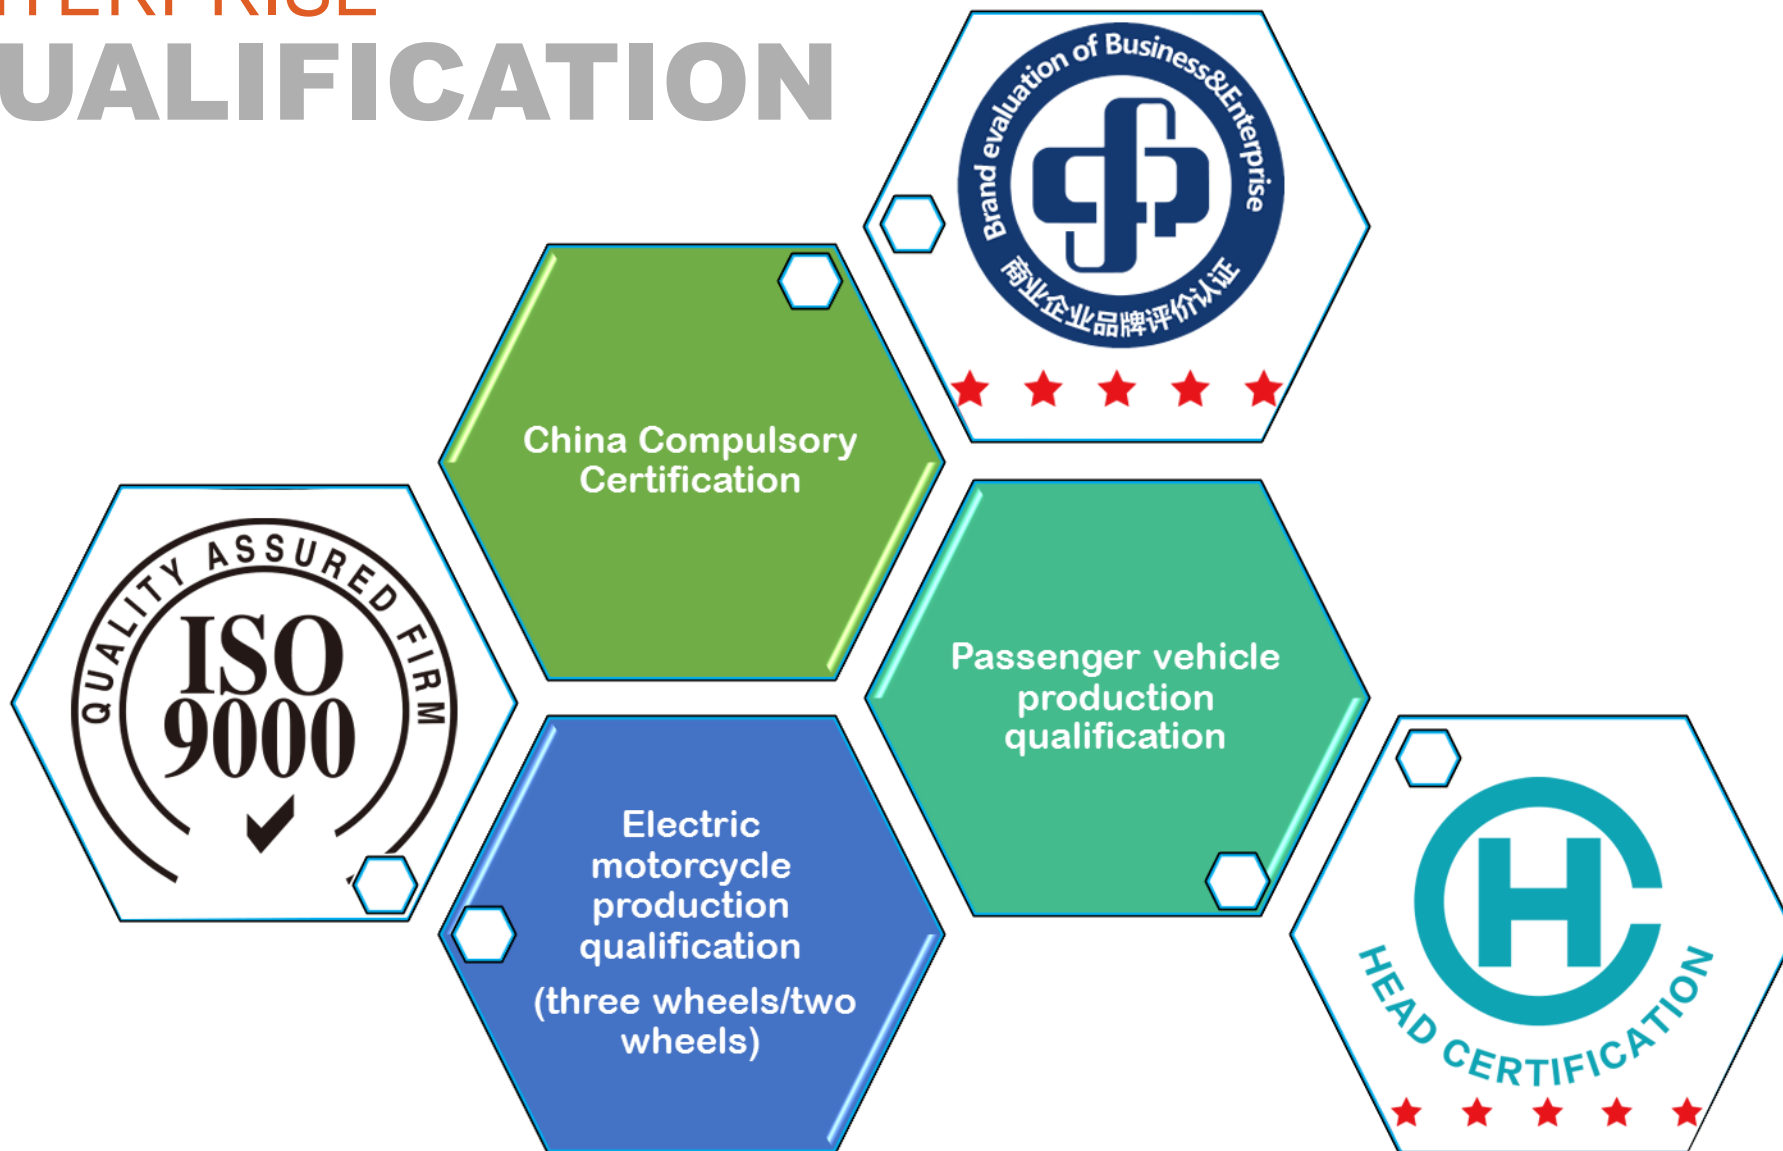 TERPRISE
UALIFICATION
Brand evaluation of Business&Enterprise
商业企业品牌评价认证
China Compulsory
Certification
QUALITY ASSURED FIRM
ISO
9000
Passenger vehicle
production
qualification
Electric
motorcycle
production
qualification
(three wheels/two
wheels)
HC
HEAD CERTIFICATION